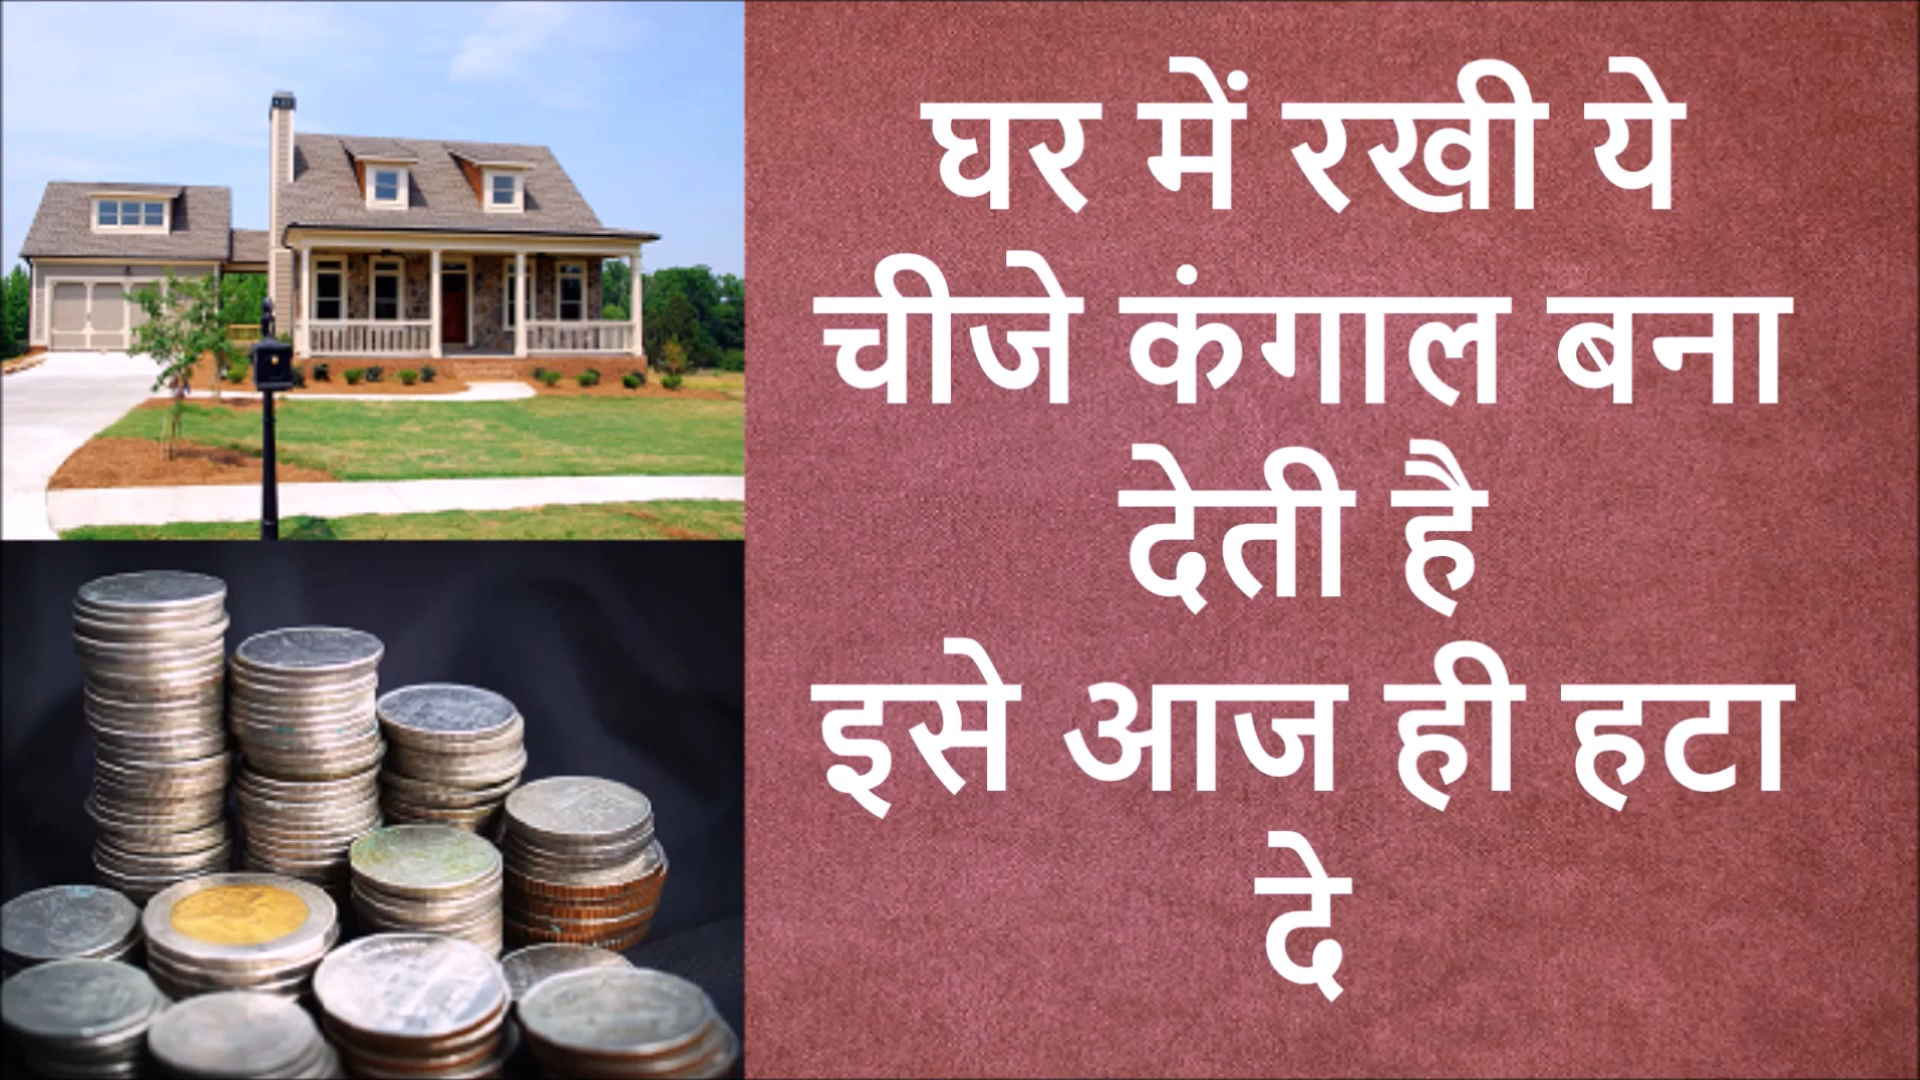 घर में रखी ये
चीजे कंगाल बना
देती है
इसे आज ही हटा
दे